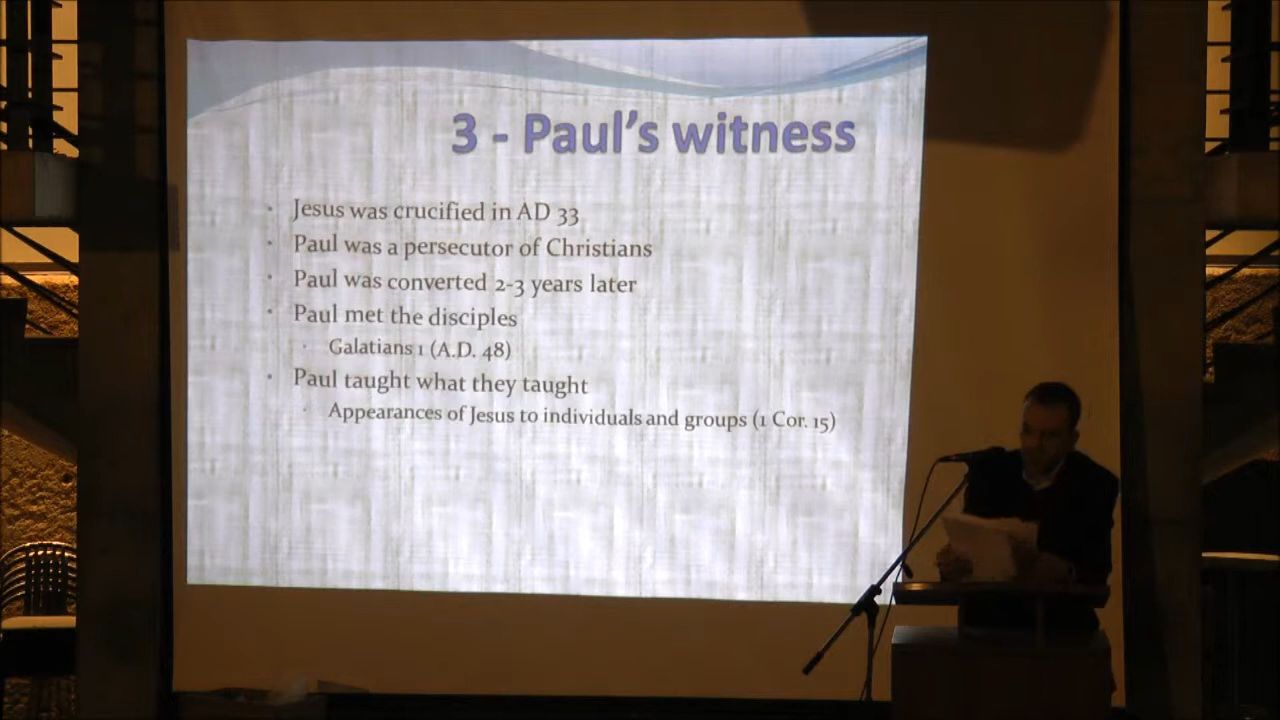 3 - Paul's witness
• Jesus was crucified in AD 33
• Paul was a persecutor of Christians
• Paul was converted 2-3 years later
• Paul met the disciples
• Galatians 1 (A.D. 48)
• Paul taught what they taught
• Appearances of Jesus to individuals and groups (1 Cor. 15)